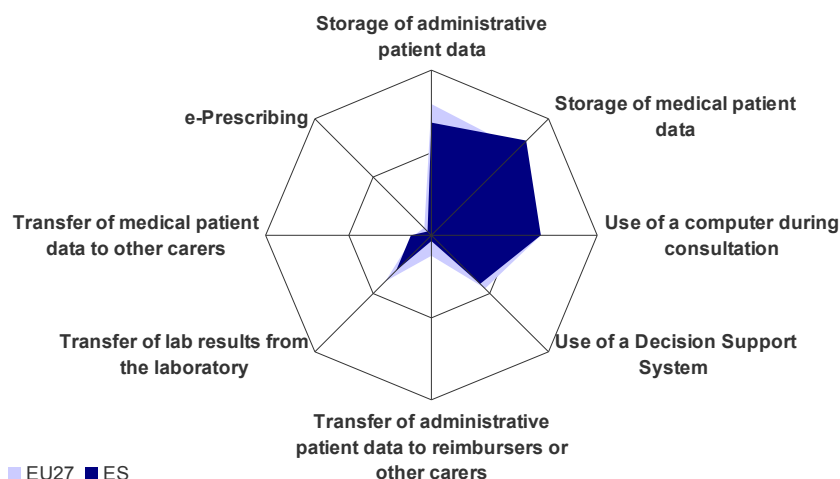 Storage of administrative
patient data
Storage of medical patient
data
e-Prescribing
Transfer of medical patient
data to other carers
Use of a computer during
consultation
Transfer of lab results from
the laboratory
Use of a Decision Support
System
Transfer of administrative
patient data to reimbursers or
other carers
EU27 ES